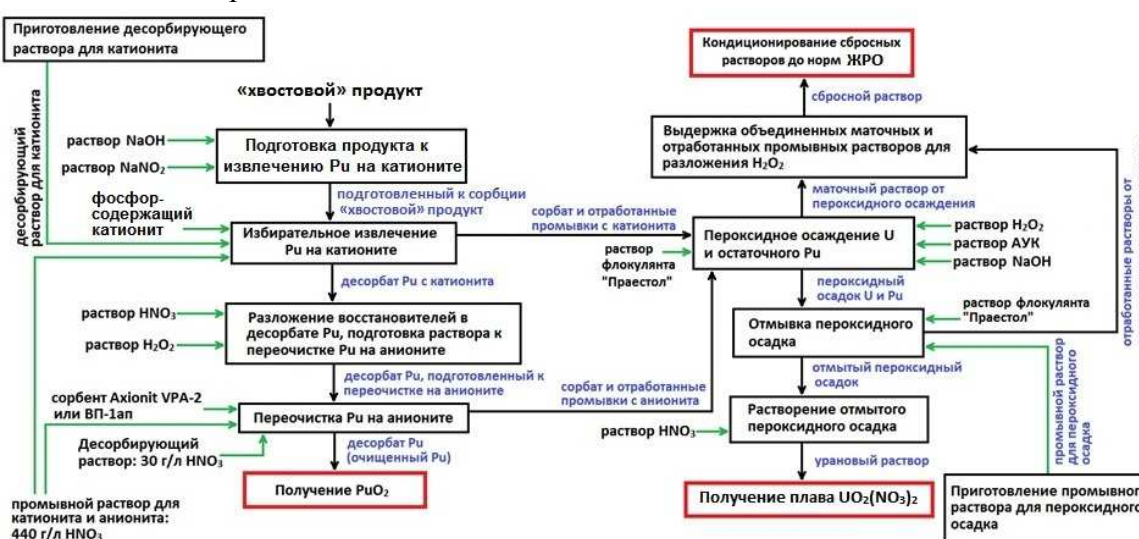 Приготовление десорбирующего
раствора для катионита
десорбирующий
раствор для катионита
«хвостовой» продукт
раствор NaOH
раствор NaNO₂
Подготовка продукта к
извлечению Pu на катионите
подготовленный к сорбции
«хвостовой» продукт
фосфор-
содержащий
катионит
Избирательное извлечение
Pu на катионите
десорбат Pu с катионита
раствор HNO₃
раствор H₂O₂
Разложение восстановителей в
десорбате Pu, подготовка раствора к
переочистке Pu на анионите
десорбат Pu, подготовленный к
переочистке на анионите
сорбент Axionit VPA-2
или ВП-1ап
Переочистка Pu на анионите
Десорбирующий
раствор: 30 г/л HNO₃
десорбат Pu
(очищенный Pu)
Получение PuO₂
промывной раствор для
катионита и анионита:
440 г/л HNO₃
сорбат и отработанные
промывки с катионита
раствор
флокулянта
"Праестол"
сорбат и отработанные
промывки с анионита
Кондиционирование сбросных
растворов до норм ЖРО
сбросной раствор
Выдержка объединенных маточных и
отработанных промывных растворов для
разложения H₂O₂
маточный раствор от
пероксидного осаждения
Пероксидное осаждение U
и остаточного Pu
раствор H₂O₂
раствор АУК
раствор NaOH
пероксидный
осадок U и Pu
раствор флокулянта
"Праестол"
Отмывка пероксидного
осадка
отработанные растворы от
отмытый пероксидный
осадок
раствор HNO₃
Растворение отмытого
пероксидного осадка
урановый раствор
Получение плава UO₂(NO₃)₂
промывной раствор
для пероксидного
осадка
Приготовление промывного
раствора для пероксидного
осадка